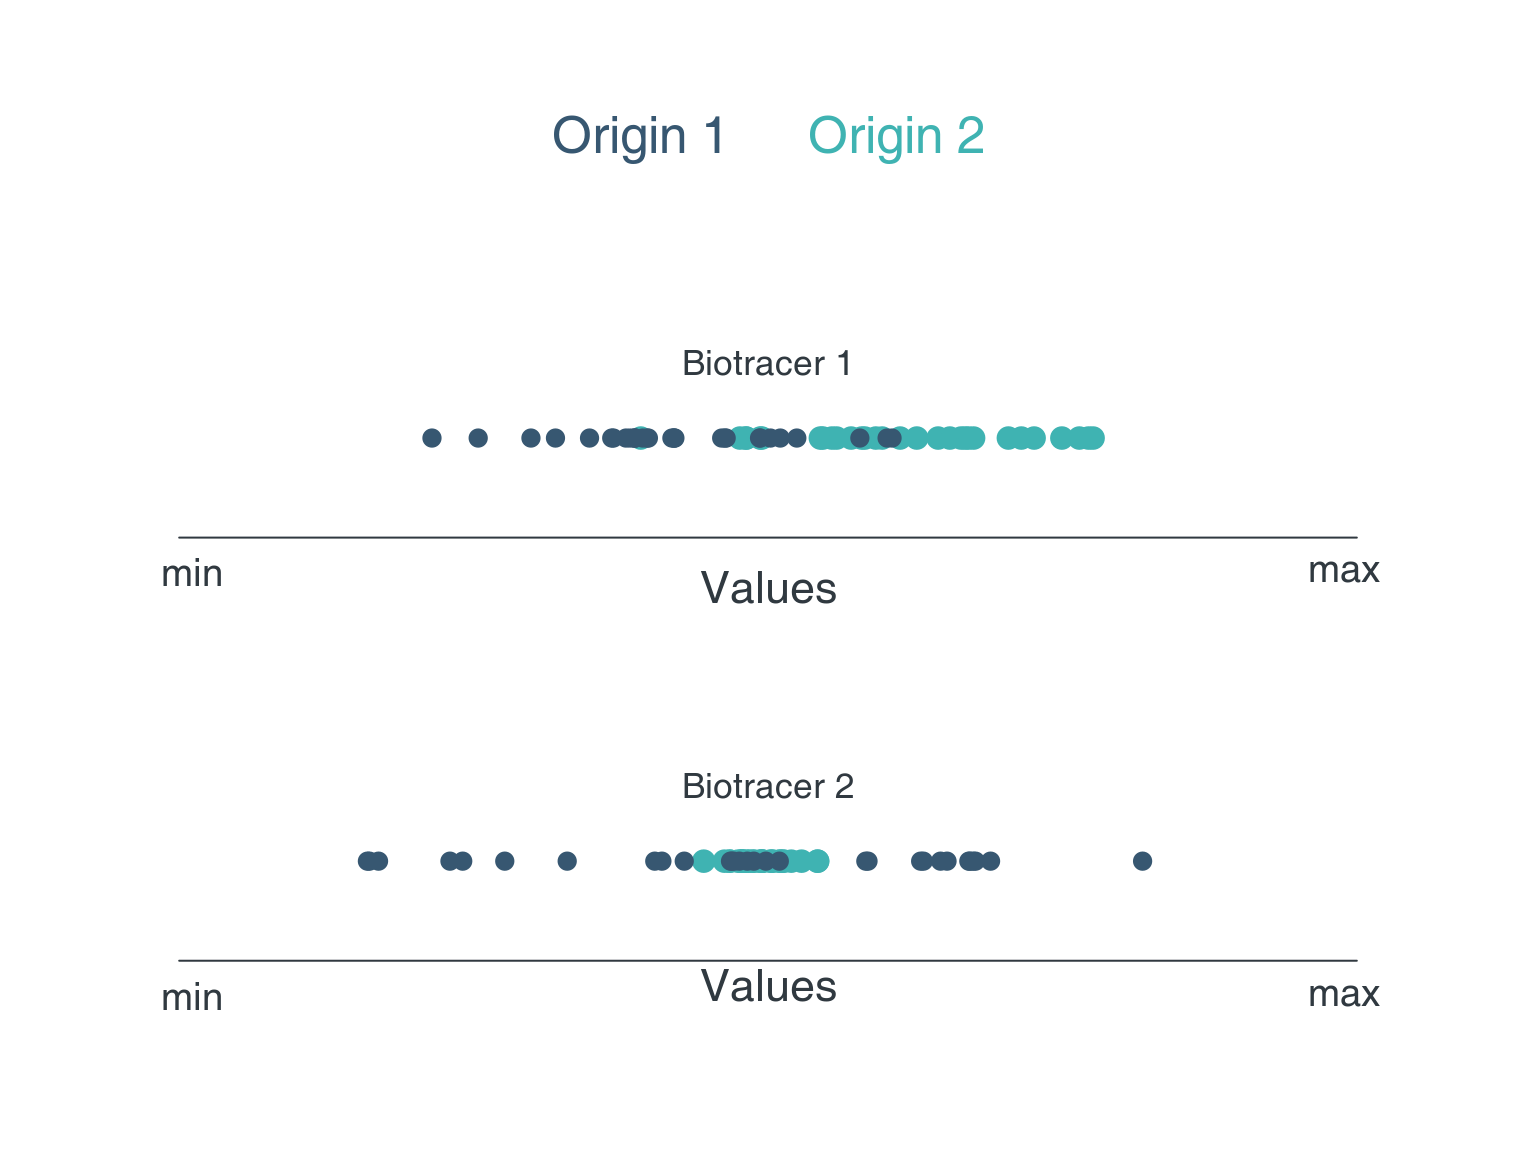 Origin 1 Origin 2
Biotracer 1
min Values max
Biotracer 2
min Values max